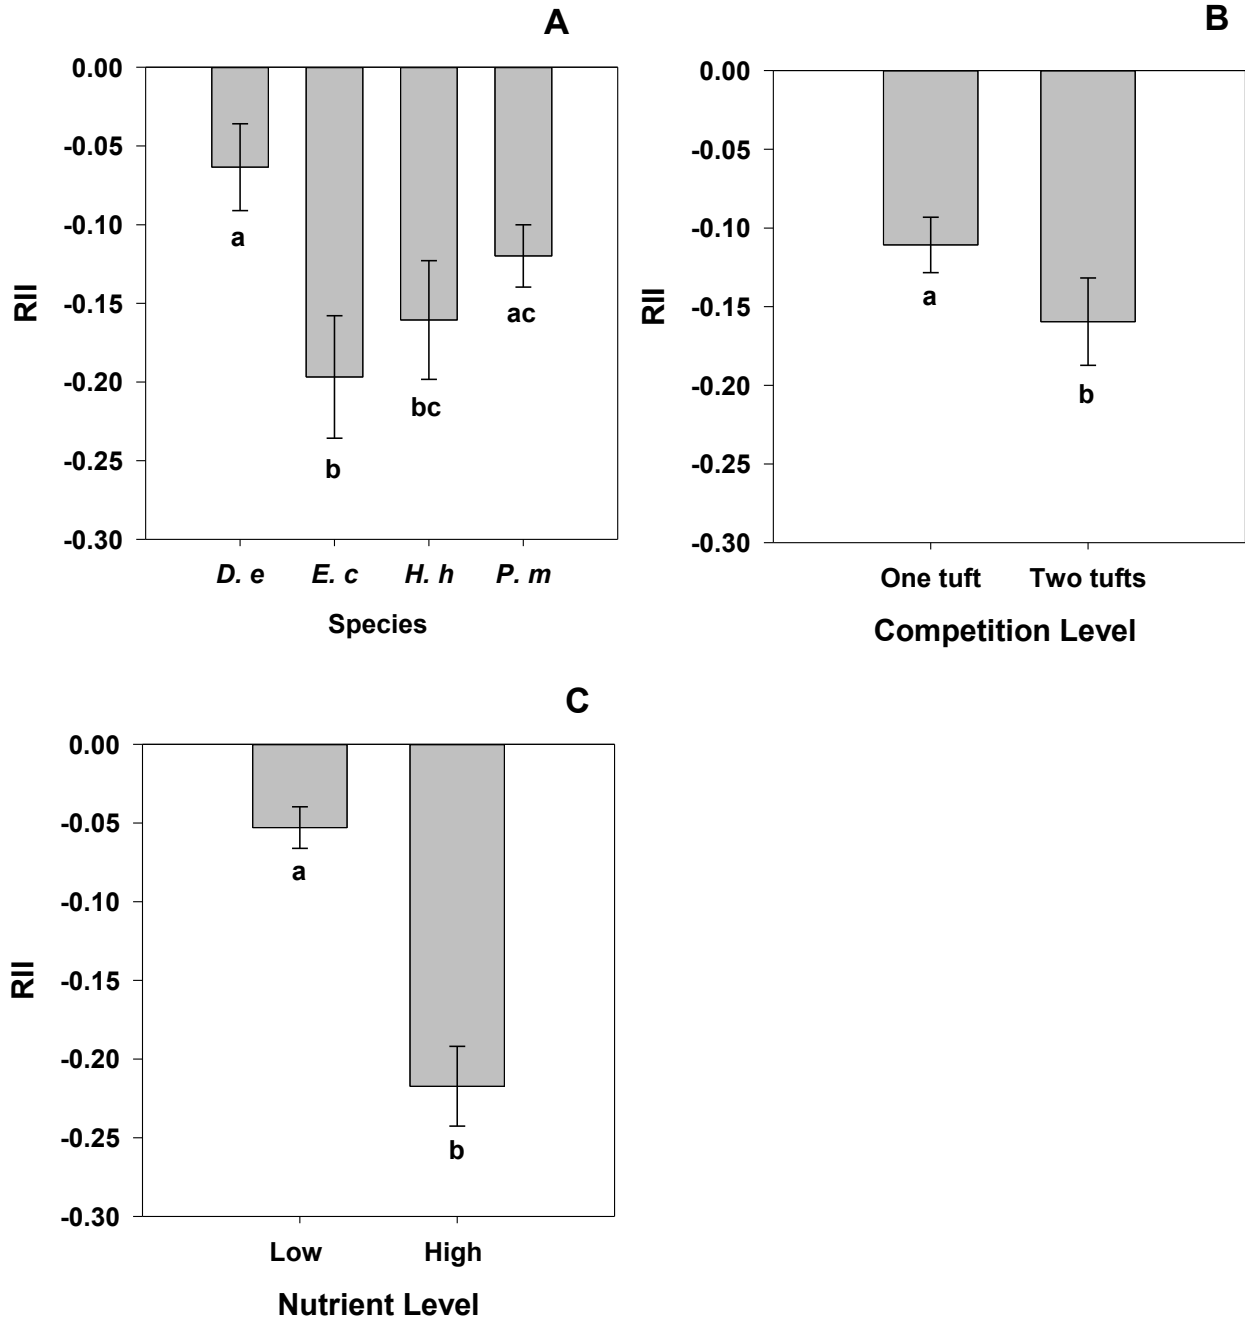 A
0.00
-0.05
-0.10
-0.15
-0.20
-0.25
-0.30
RII
a
b
bc
ac
D. e E. c H. h P. m
Species
B
0.00
-0.05
-0.10
-0.15
-0.20
-0.25
-0.30
RII
a
b
One tuft Two tufts
Competition Level
C
0.00
-0.05
-0.10
-0.15
-0.20
-0.25
-0.30
RII
a
b
Low High
Nutrient Level